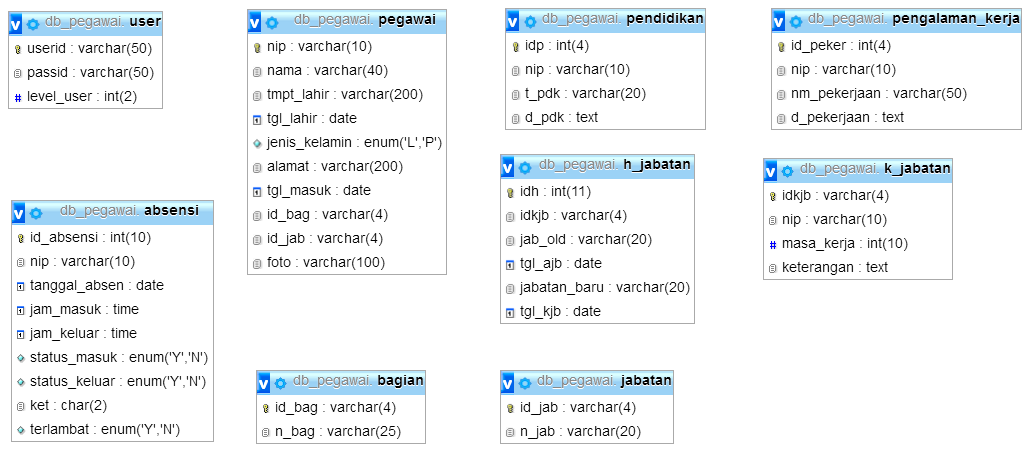 db_pegawai. user
userid : varchar(50)
passid : varchar(50)
level_user : int(2)
db_pegawai. pegawai
nip : varchar(10)
nama : varchar(40)
tmpt_lahir : varchar(200)
tgl_lahir : date
jenis_kelamin : enum('L','P')
alamat : varchar(200)
tgl_masuk : date
id_bag : varchar(4)
id_jab : varchar(4)
foto : varchar(100)
db_pegawai. pendidikan
idp : int(4)
nip : varchar(10)
t_pdk : varchar(20)
d_pdk : text
db_pegawai. pengalaman_kerja
id_peker : int(4)
nip : varchar(10)
nm_pekerjaan : varchar(50)
d_pekerjaan : text
db_pegawai. h_jabatan
idh : int(11)
idkjb : varchar(4)
jab_old : varchar(20)
tgl_ajb : date
jabatan_baru : varchar(20)
tgl_kjb : date
db_pegawai. k_jabatan
idkjb : varchar(4)
nip : varchar(10)
masa_kerja : int(10)
keterangan : text
db_pegawai. absensi
id_absensi : int(10)
nip : varchar(10)
tanggal_absen : date
jam_masuk : time
jam_keluar : time
status_masuk : enum('Y','N')
status_keluar : enum('Y','N')
ket : char(2)
terlambat : enum('Y','N')
db_pegawai. bagian
id_bag : varchar(4)
n_bag : varchar(25)
db_pegawai. jabatan
id_jab : varchar(4)
n_jab : varchar(20)